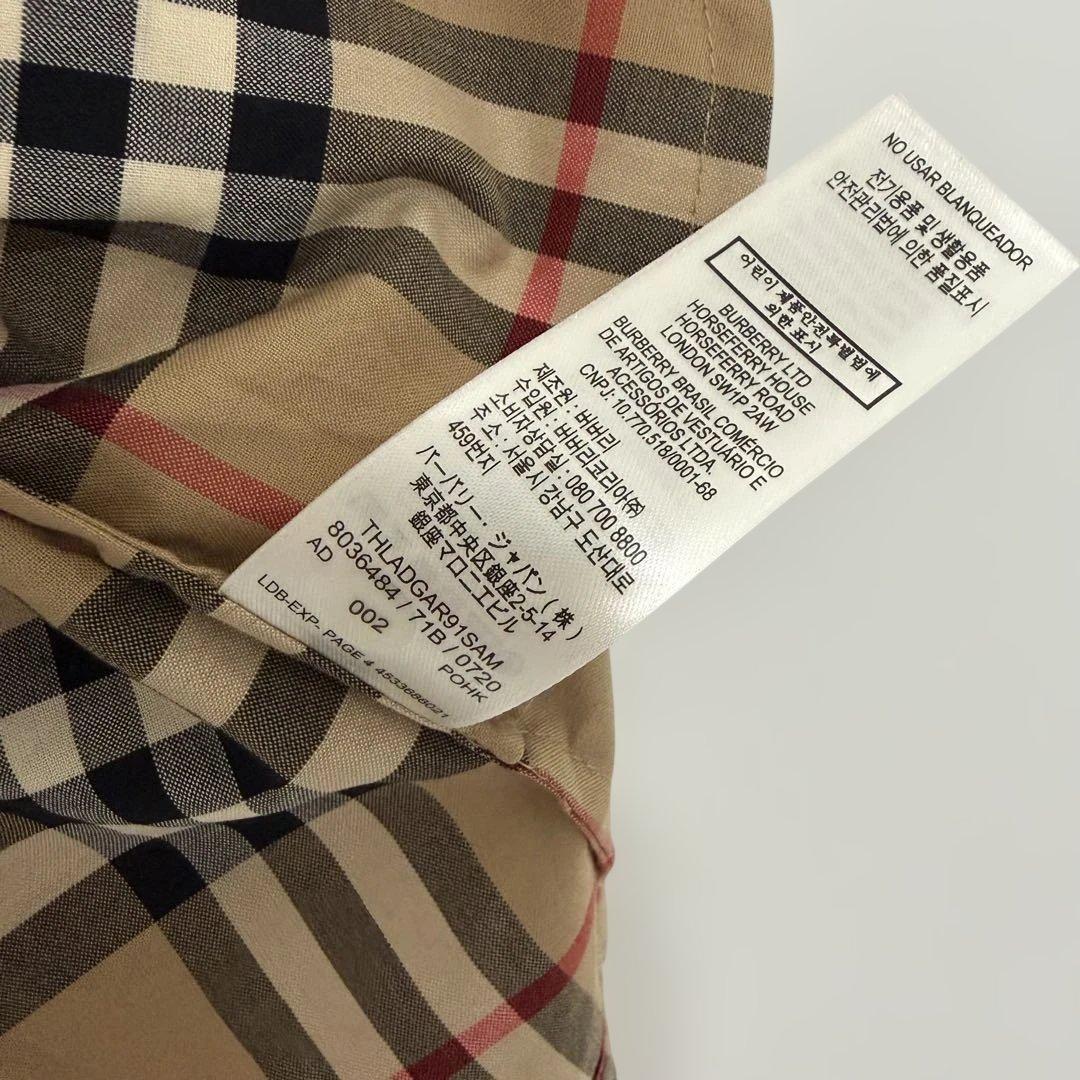 NO USAR BLANQUEADOR
전기용품 및 생활용품
안전관리법에 의한 품질표시
어린이 제품안전특별법에
의한 표시
BURBERRY LTD
HORSEFERRY HOUSE
HORSEFERRY ROAD
LONDON SW1P 2AW
BURBERRY BRASIL COMÉRCIO
DE ARTIGOS DE VESTUARIO E
ACESSÓRIOS LTDA.
CNPJ: 10.770.518/0001-68
제조원: 버버리
수입원: 버버리코리아㈜
소비자상담실: 080 700 8800
주소: 서울시 강남구 도산대로
459번지
バーバリー・ジャパン(株)
東京都中央区銀座2-5-14
銀座マロニエビル
THLADGAR91SAM
8036484 / 71B / 0720
AD POHK
002
LDB-EXP- PAGE 4 4533688021